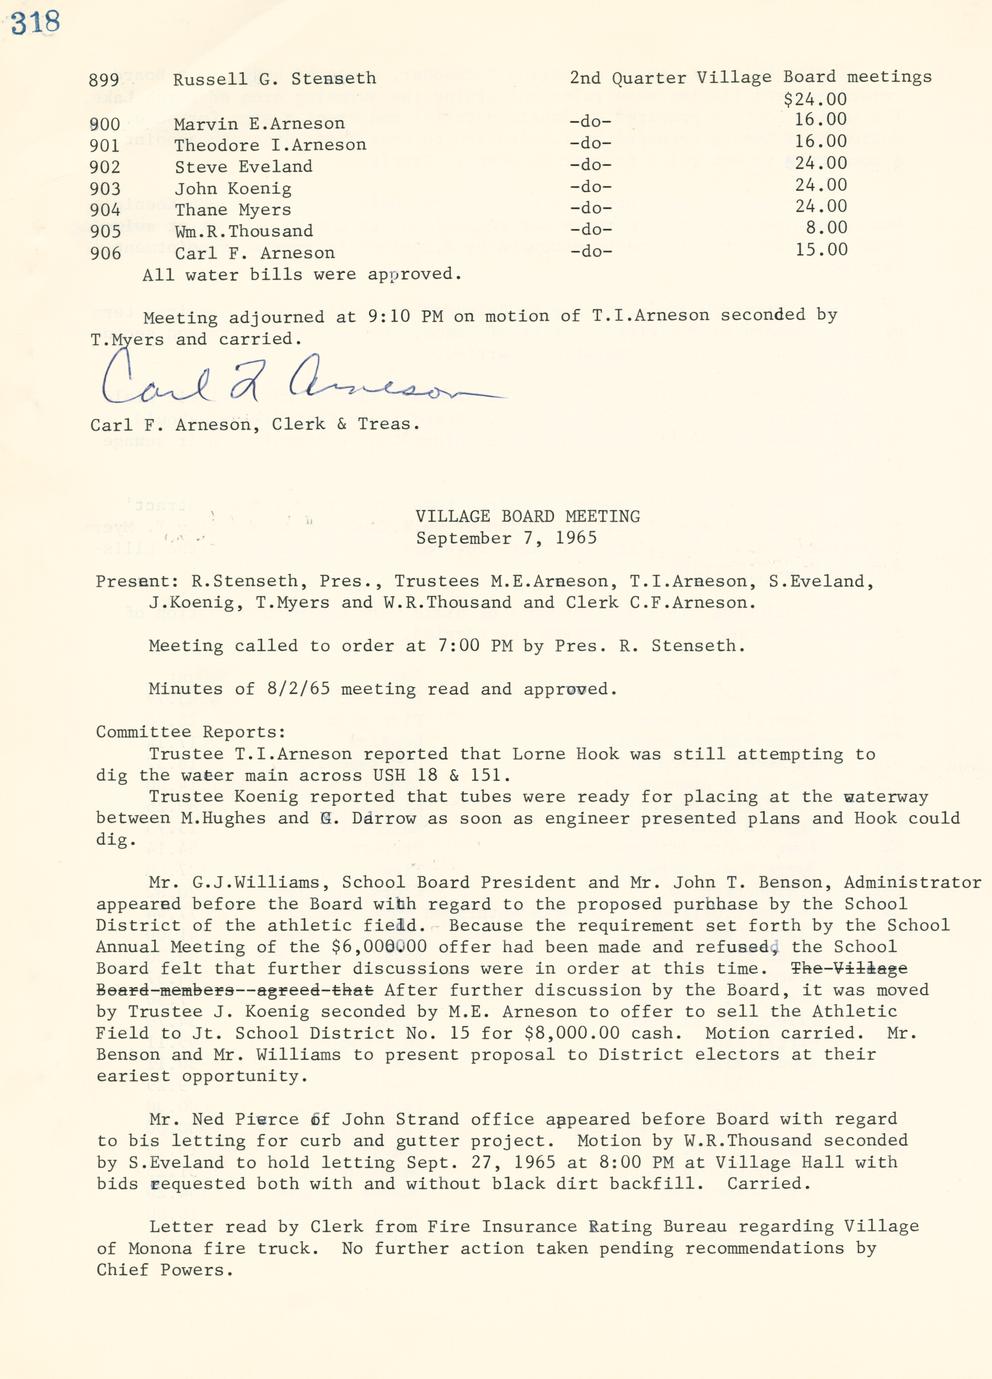 318
899 Russell G. Stenseth 2nd Quarter Village Board meetings
$24.00
900 Marvin E.Arneson -do- 16.00
901 Theodore I.Arneson -do- 16.00
902 Steve Eveland -do- 24.00
903 John Koenig -do- 24.00
904 Thane Myers -do- 24.00
905 Wm.R.Thousand -do- 8.00
906 Carl F. Arneson -do- 15.00
All water bills were approved.
Meeting adjourned at 9:10 PM on motion of T.I.Arneson seconded by
T.Myers and carried.
Carl F Arneson
Carl F. Arneson, Clerk & Treas.
VILLAGE BOARD MEETING
September 7, 1965
Present: R.Stenseth, Pres., Trustees M.E.Arneson, T.I.Arneson, S.Eveland,
J.Koenig, T.Myers and W.R.Thousand and Clerk C.F.Arneson.
Meeting called to order at 7:00 PM by Pres. R. Stenseth.
Minutes of 8/2/65 meeting read and approved.
Committee Reports:
Trustee T.I.Arneson reported that Lorne Hook was still attempting to
dig the water main across USH 18 & 151.
Trustee Koenig reported that tubes were ready for placing at the waterway
between M.Hughes and G. Darrow as soon as engineer presented plans and Hook could
dig.
Mr. G.J.Williams, School Board President and Mr. John T. Benson, Administrator
appeared before the Board with regard to the proposed purchase by the School
District of the athletic field. Because the requirement set forth by the School
Annual Meeting of the $6,000.00 offer had been made and refused, the School
Board felt that further discussions were in order at this time. The Village
Board members--agreed that After further discussion by the Board, it was moved
by Trustee J. Koenig seconded by M.E. Arneson to offer to sell the Athletic
Field to Jt. School District No. 15 for $8,000.00 cash. Motion carried. Mr.
Benson and Mr. Williams to present proposal to District electors at their
eariest opportunity.
Mr. Ned Pierce of John Strand office appeared before Board with regard
to bis letting for curb and gutter project. Motion by W.R.Thousand seconded
by S.Eveland to hold letting Sept. 27, 1965 at 8:00 PM at Village Hall with
bids requested both with and without black dirt backfill. Carried.
Letter read by Clerk from Fire Insurance Rating Bureau regarding Village
of Monona fire truck. No further action taken pending recommendations by
Chief Powers.